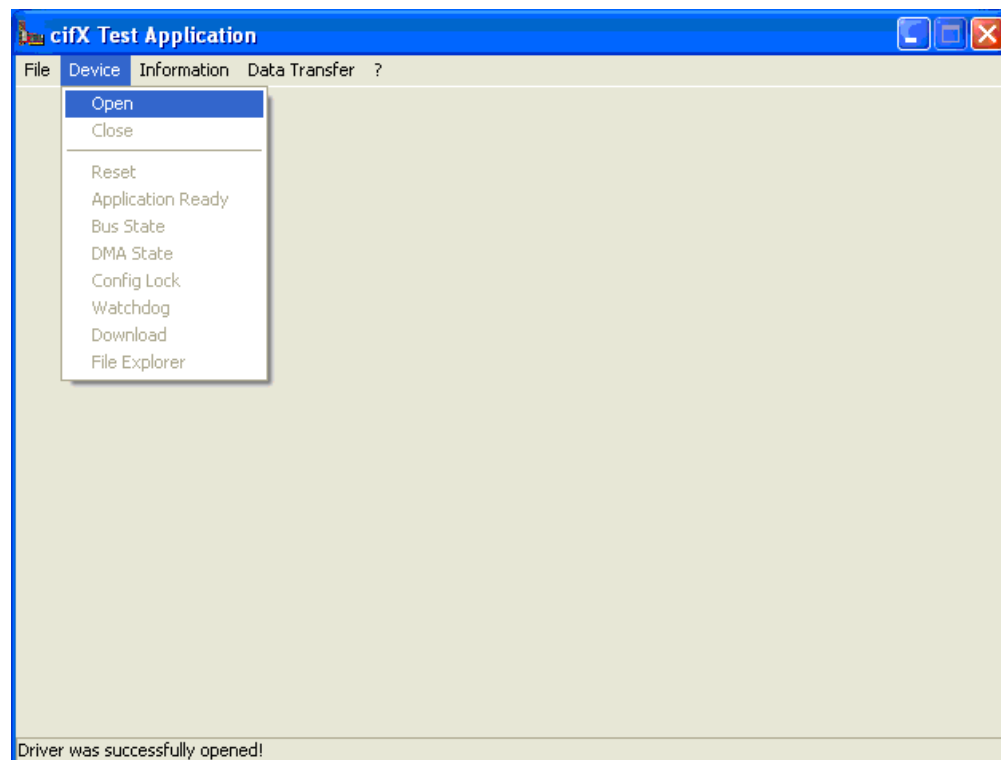 cifX Test Application
File Device Information Data Transfer ?
Open
Close
Reset
Application Ready
Bus State
DMA State
Config Lock
Watchdog
Download
File Explorer
Driver was successfully opened!